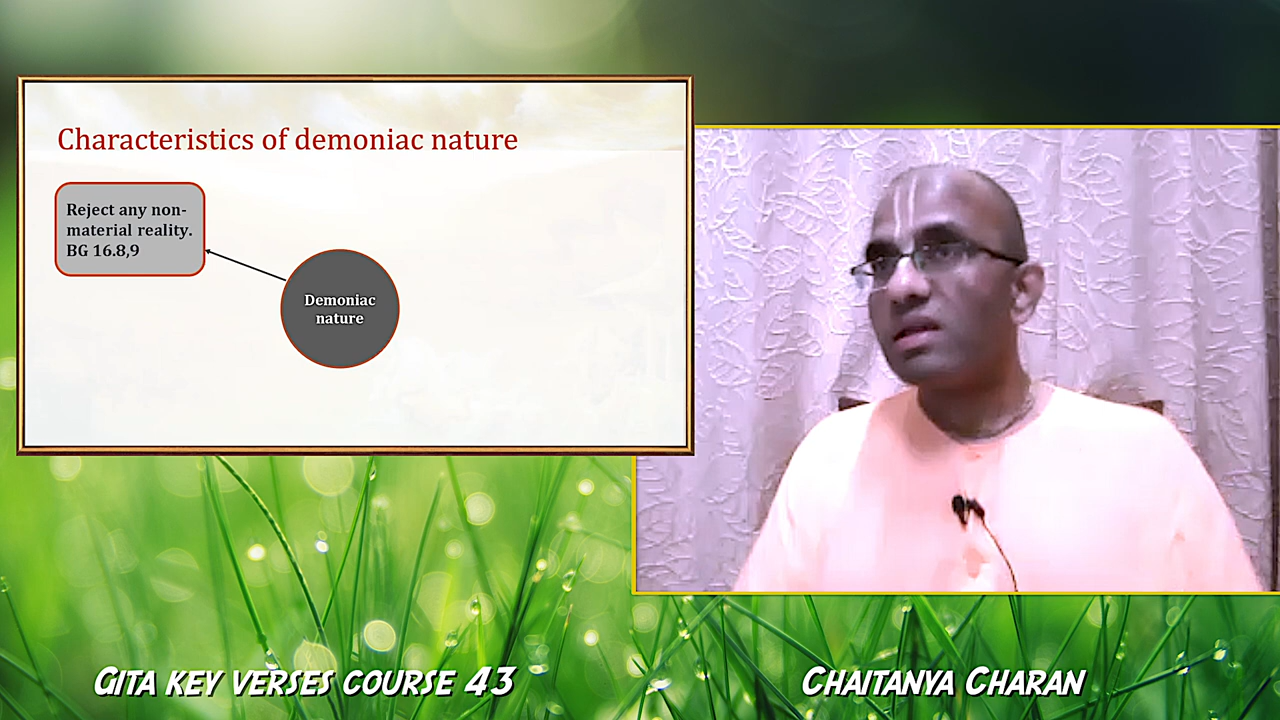 Characteristics of demoniac nature
Reject any non-
material reality.
BG 16.8,9
Demoniac
nature
GITA KEY VERSES COURSE 43
CHAITANYA CHARAN